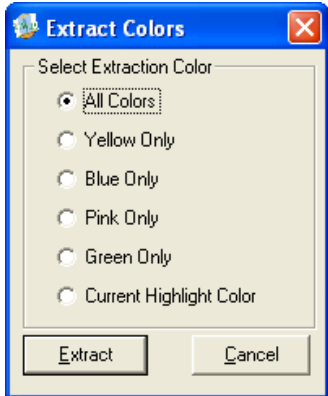 Extract Colors
Select Extraction Color
All Colors
Yellow Only
Blue Only
Pink Only
Green Only
Current Highlight Color
Extract Cancel